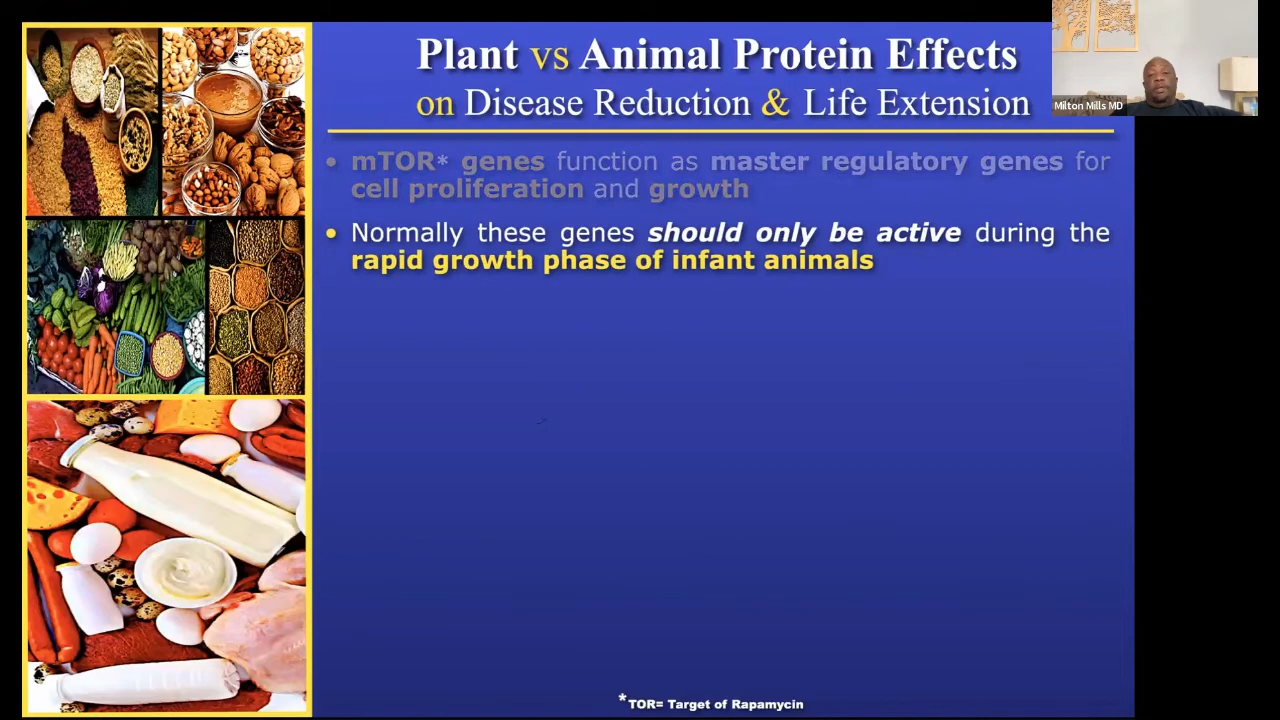 Plant vs Animal Protein Effects
on Disease Reduction & Life Extension
Milton Mills MD
• mTOR* genes function as master regulatory genes for
cell proliferation and growth
• Normally these genes should only be active during the
rapid growth phase of infant animals
*TOR= Target of Rapamycin